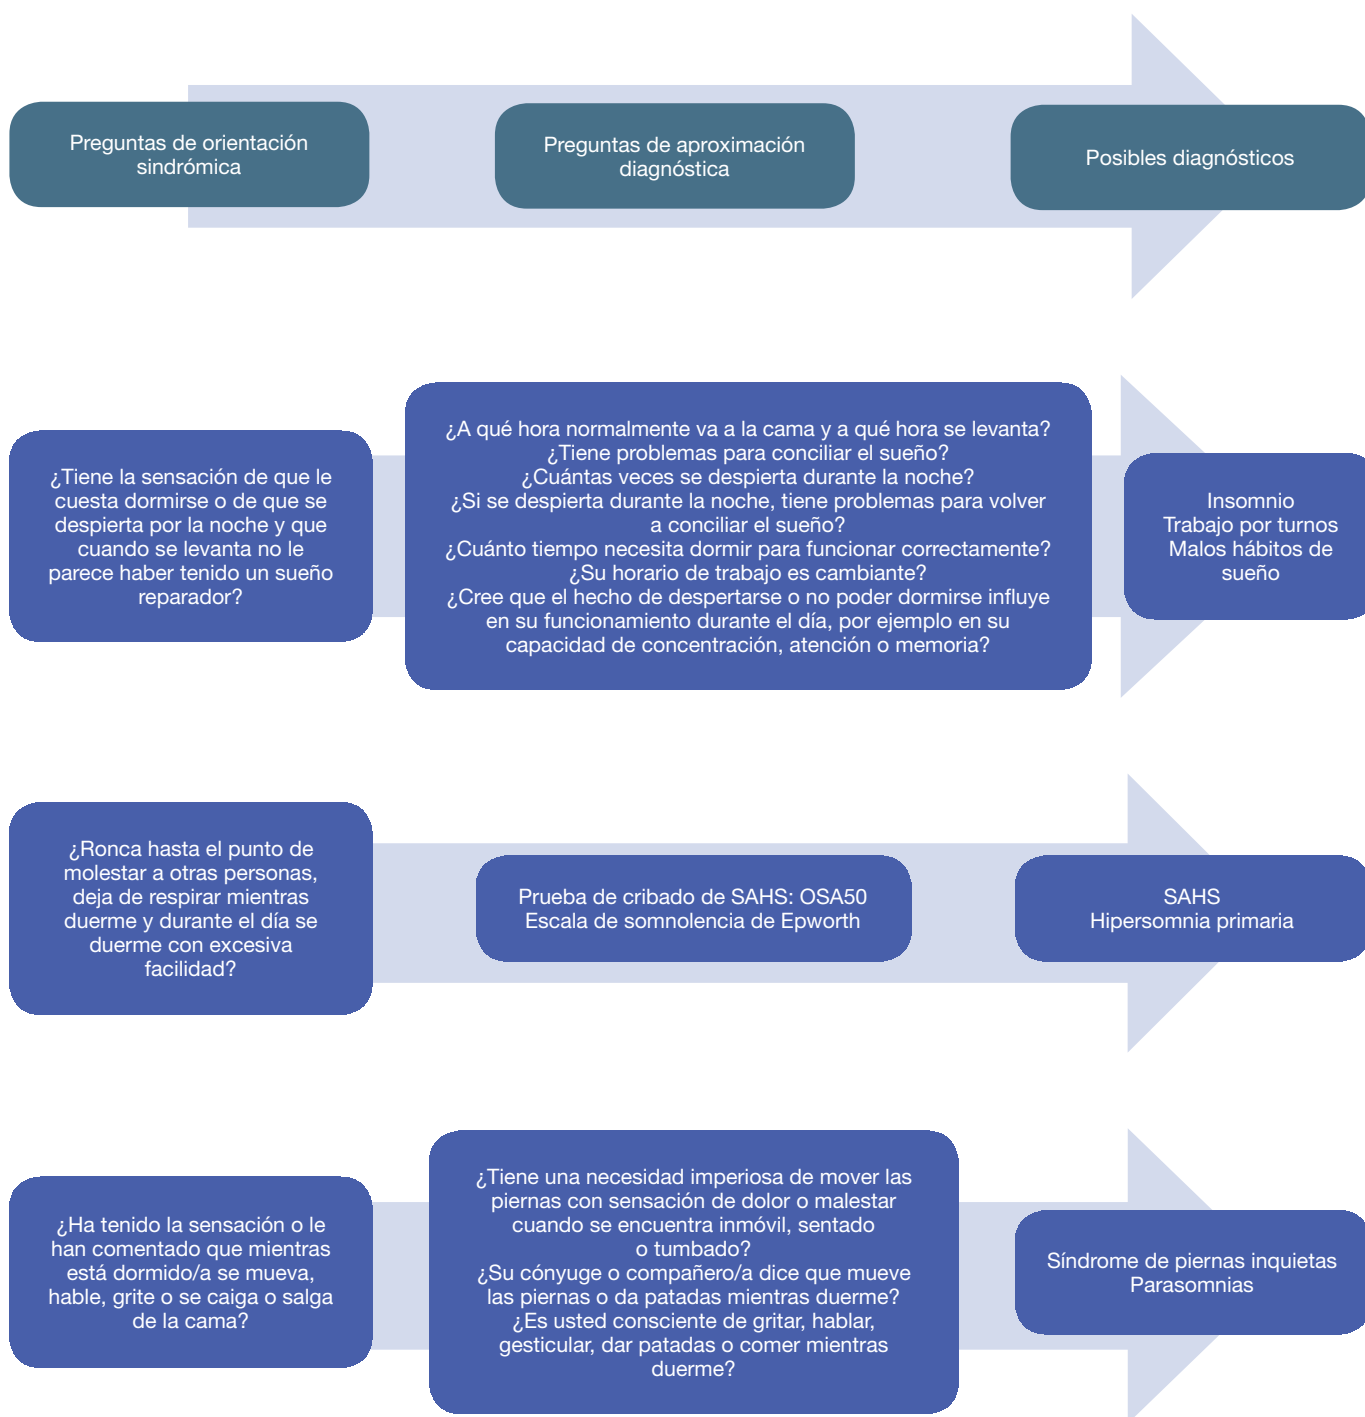 Preguntas de orientación
sindrómica
Preguntas de aproximación
diagnóstica
Posibles diagnósticos
¿Tiene la sensación de que le
cuesta dormirse o de que se
despierta por la noche y que
cuando se levanta no le
parece haber tenido un sueño
reparador?
¿A qué hora normalmente va a la cama y a qué hora se levanta?
¿Tiene problemas para conciliar el sueño?
¿Cuántas veces se despierta durante la noche?
¿Si se despierta durante la noche, tiene problemas para volver
a conciliar el sueño?
¿Cuánto tiempo necesita dormir para funcionar correctamente?
¿Su horario de trabajo es cambiante?
¿Cree que el hecho de despertarse o no poder dormirse influye
en su funcionamiento durante el día, por ejemplo en su
capacidad de concentración, atención o memoria?
Insomnio
Trabajo por turnos
Malos hábitos de
sueño
¿Ronca hasta el punto de
molestar a otras personas,
deja de respirar mientras
duerme y durante el día se
duerme con excesiva
facilidad?
Prueba de cribado de SAHS: OSA50
Escala de somnolencia de Epworth
SAHS
Hipersomnia primaria
¿Ha tenido la sensación o le
han comentado que mientras
está dormido/a se mueva,
hable, grite o se caiga o salga
de la cama?
¿Tiene una necesidad imperiosa de mover las
piernas con sensación de dolor o malestar
cuando se encuentra inmóvil, sentado
o tumbado?
¿Su cónyuge o compañero/a dice que mueve
las piernas o da patadas mientras duerme?
¿Es usted consciente de gritar, hablar,
gesticular, dar patadas o comer mientras
duerme?
Síndrome de piernas inquietas
Parasomnias